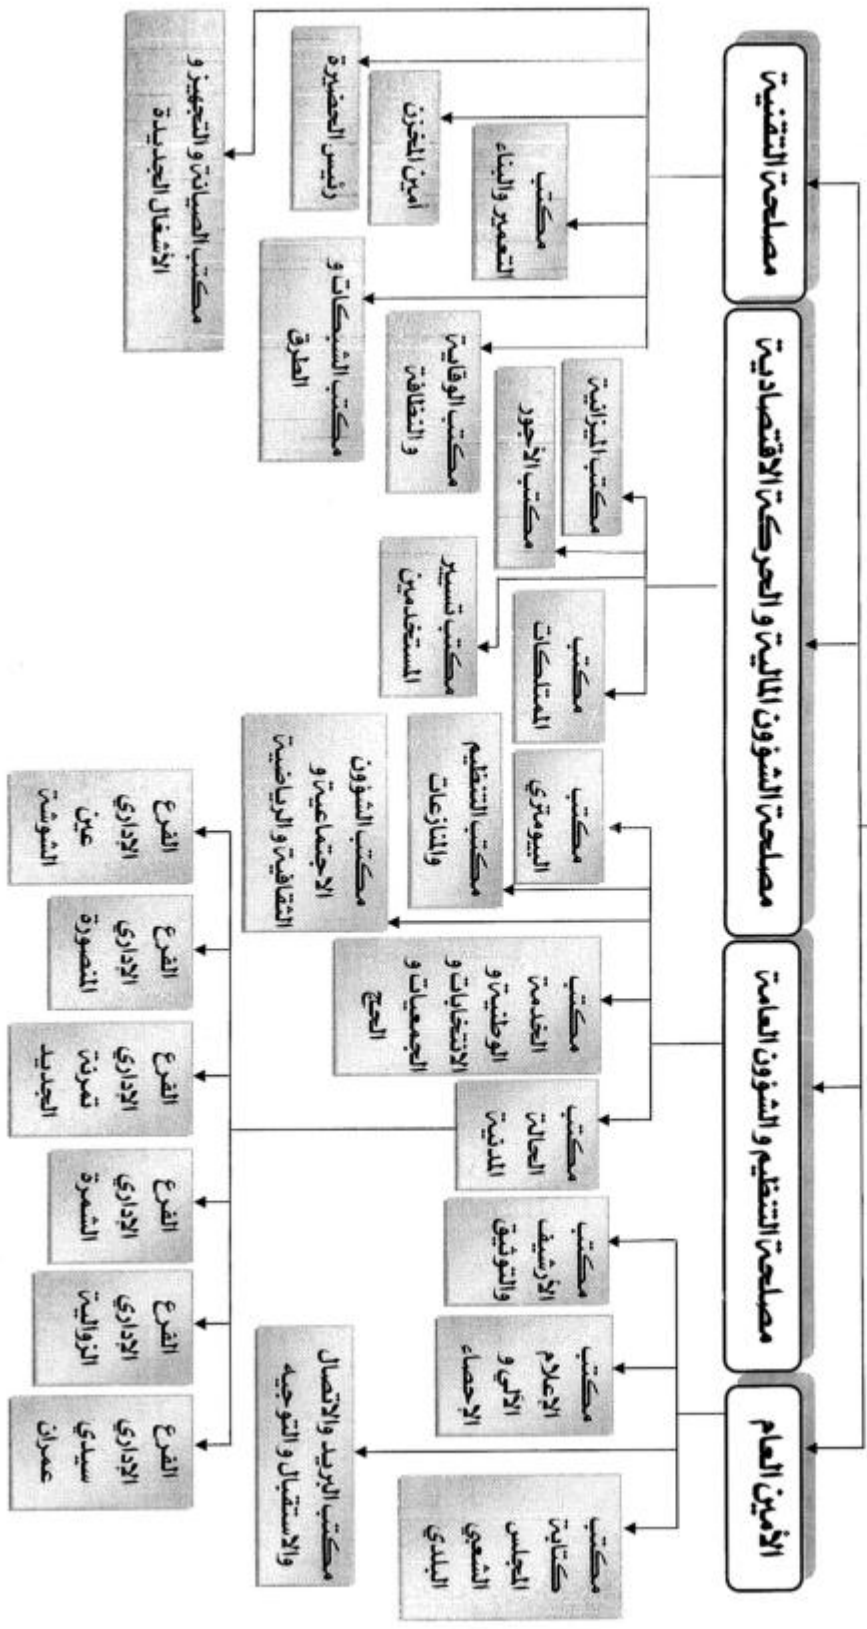 الأمين العام
مصلحة التنظيم و الشؤون العامة
مصلحة الشؤون المالية و الحركة الاقتصادية
مصلحة التقنية
مكتب
كتابة
المجلس
الشعبي
البلدي
مكتب البريد والاتصال
والاستقبال و التوجيه
مكتب
الإعلام
الآلي و
الإحصاء
مكتب
الأرشيف
والتوثيق
مكتب
الحالة
المدنية
مكتب
الخدمة
الوطنية و
الانتخابات و
الجمعيات و
الحج
مكتب الشؤون
الاجتماعية و
الثقافية و الرياضية
مكتب التنظيم
والمنازعات
مكتب
البيومتري
مكتب
الممتلكات
مكتب تسيير
المستخدمين
مكتب الأجور
مكتب الميزانية
مكتب الوقاية
و النظافة
مكتب الشبكات و
الطرق
مكتب
التعمير والبناء
أمين المخزن
رئيس الحضيرة
مكتب الصيانة و التجهيز و
الأشغال الجديدة
الفرع
الإداري
سيدي
عمران
الفرع
الإداري
الزوالية
الفرع
الإداري
الشمرة
الفرع
الإداري
تمرنة
الجديد
الفرع
الإداري
المنصورة
الفرع
الإداري
عين
الشوشة